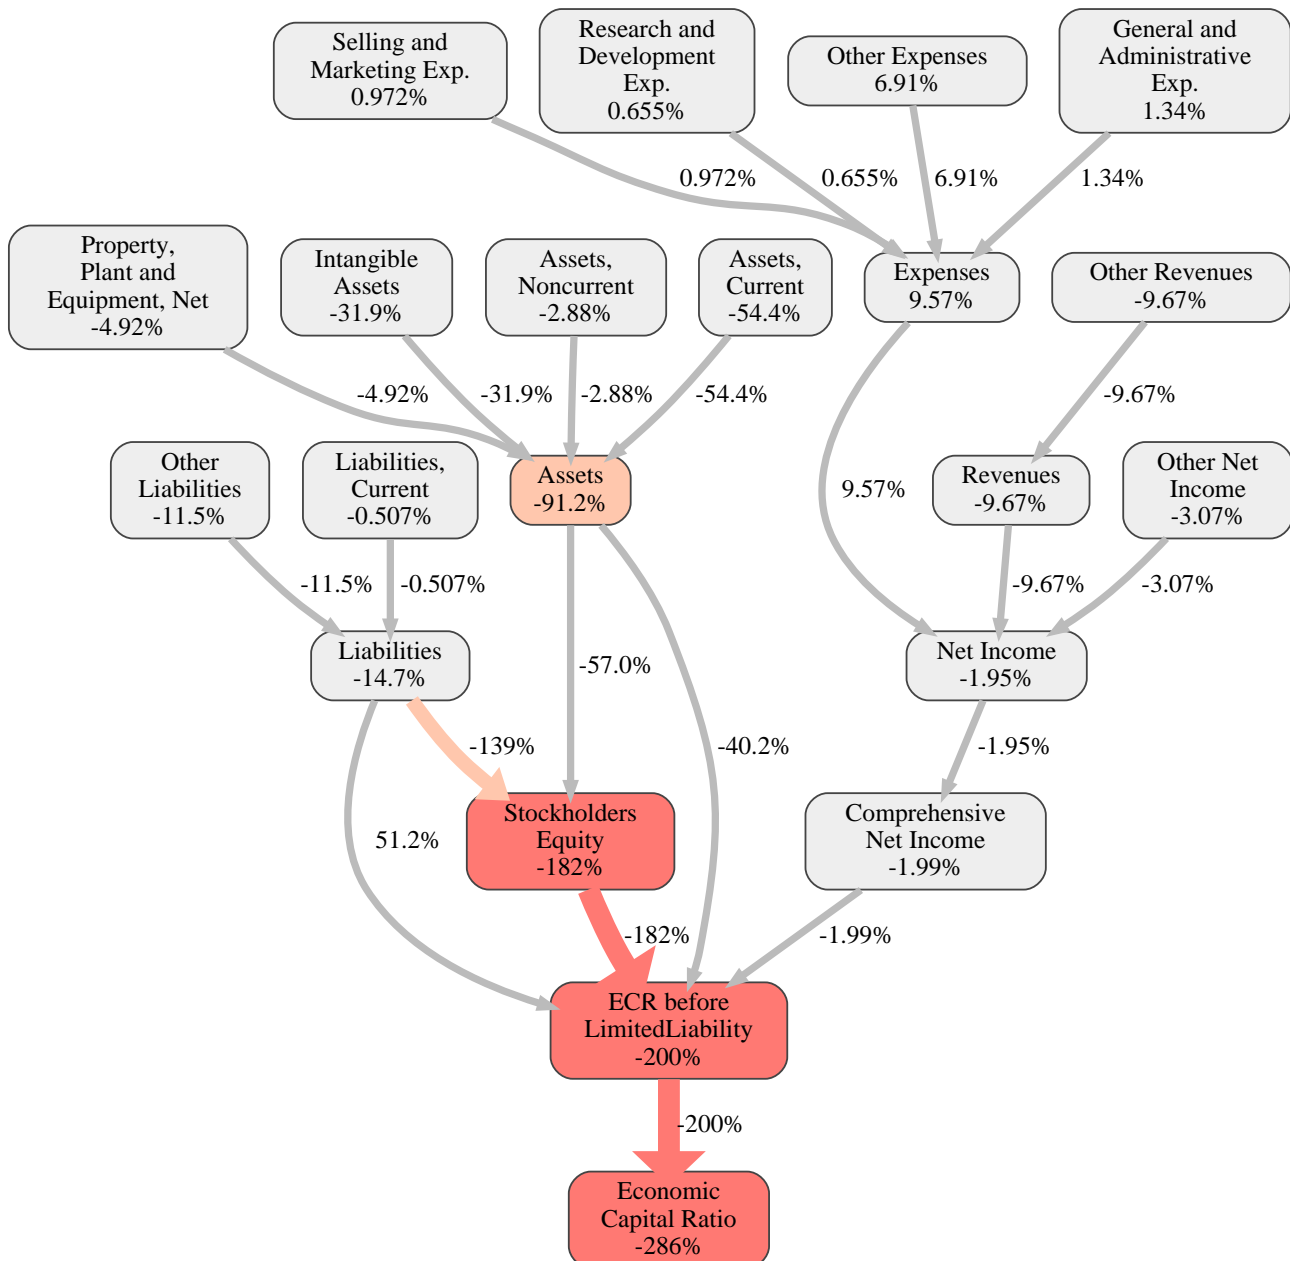 Selling and
Marketing Exp.
0.972%
Research and
Development
Exp.
0.655%
Other Expenses
6.91%
General and
Administrative
Exp.
1.34%
0.972%
0.655%
6.91%
1.34%
Property,
Plant and
Equipment, Net
-4.92%
Intangible
Assets
-31.9%
Assets,
Noncurrent
-2.88%
Assets,
Current
-54.4%
Expenses
9.57%
Other Revenues
-9.67%
-4.92%
-31.9%
-2.88%
-54.4%
-9.67%
Other
Liabilities
-11.5%
Liabilities,
Current
-0.507%
Assets
-91.2%
9.57%
Revenues
-9.67%
Other Net
Income
-3.07%
-11.5%
-0.507%
-9.67%
-3.07%
Liabilities
-14.7%
-57.0%
Net Income
-1.95%
-139%
-40.2%
-1.95%
51.2%
Stockholders
Equity
-182%
Comprehensive
Net Income
-1.99%
-182%
-1.99%
ECR before
LimitedLiability
-200%
-200%
Economic
Capital Ratio
-286%